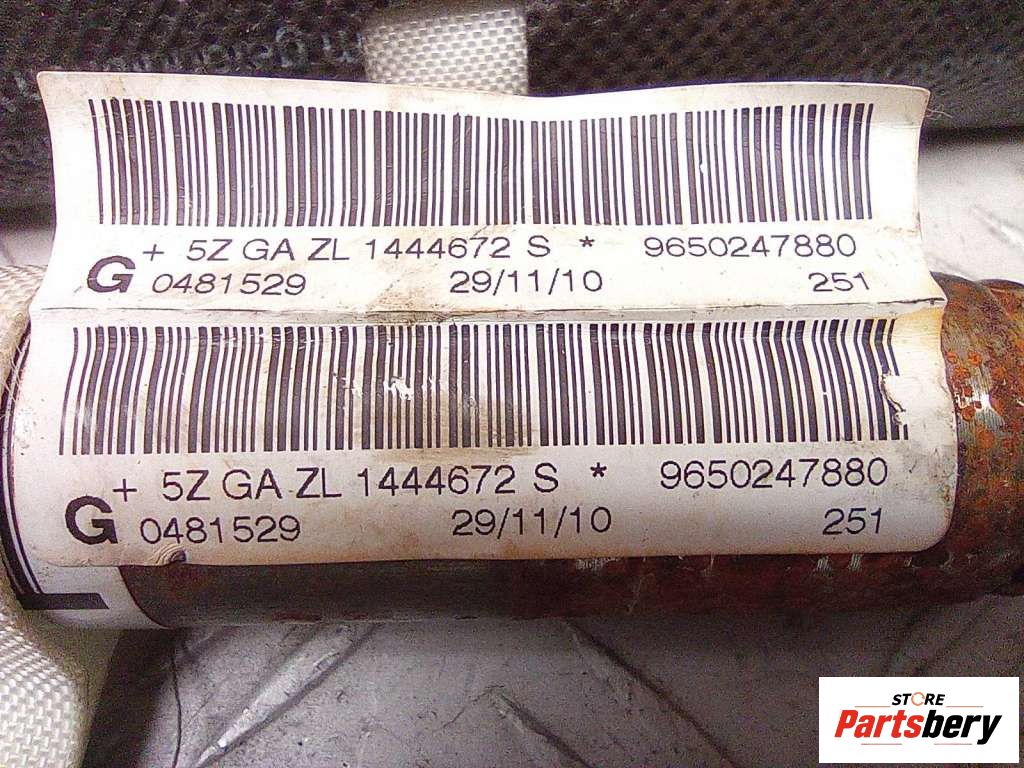 + 5Z GA ZL 1444672 S * 9650247880
G 0481529 29/11/10 251
+ 5Z GA ZL 1444672 S * 9650247880
G 0481529 29/11/10 251
STORE
Partsbery